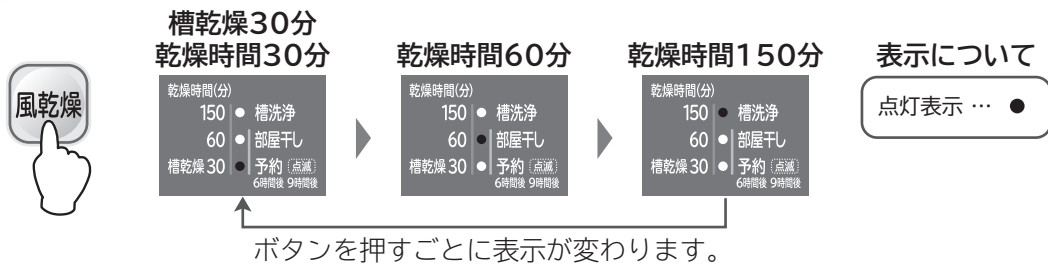 槽乾燥30分
乾燥時間30分
乾燥時間60分
乾燥時間150分
表示について
風乾燥
乾燥時間(分)
150 槽洗浄
60 部屋干し
槽乾燥 30 予約 点滅
6時間後 9時間後
乾燥時間(分)
150 槽洗浄
60 部屋干し
槽乾燥 30 予約 点滅
6時間後 9時間後
乾燥時間(分)
150 槽洗浄
60 部屋干し
槽乾燥 30 予約 点滅
6時間後 9時間後
点灯表示 … ●
ボタンを押すごとに表示が変わります。